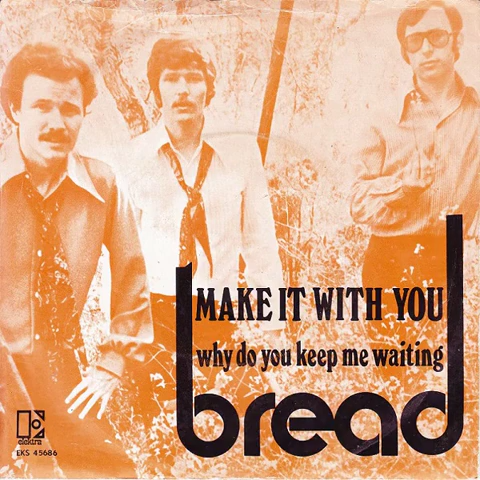 MAKE IT WITH YOU
why do you keep me waiting
bread
elektra
EKS 45686